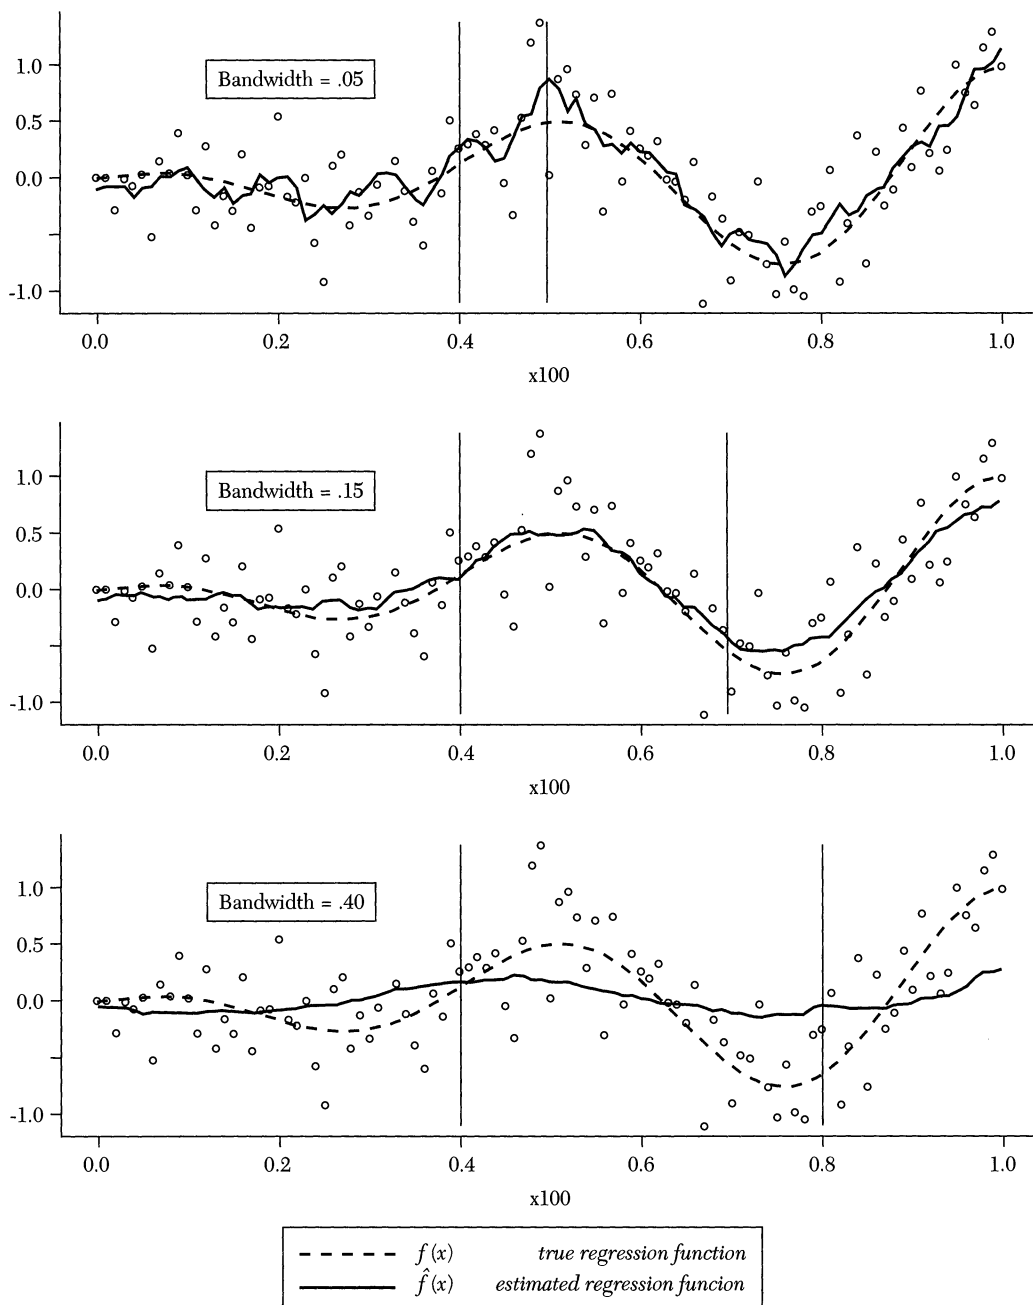 1.0
Bandwidth = .05
0.5
0.0
-1.0
0.0 0.2 0.4 0.6 0.8 1.0
x100
1.0
Bandwidth = .15
0.5
0.0
-1.0
0.0 0.2 0.4 0.6 0.8 1.0
x100
1.0
Bandwidth = .40
0.5
0.0
-1.0
0.0 0.2 0.4 0.6 0.8 1.0
x100
f (x) true regression function
f̂ (x) estimated regression funcion